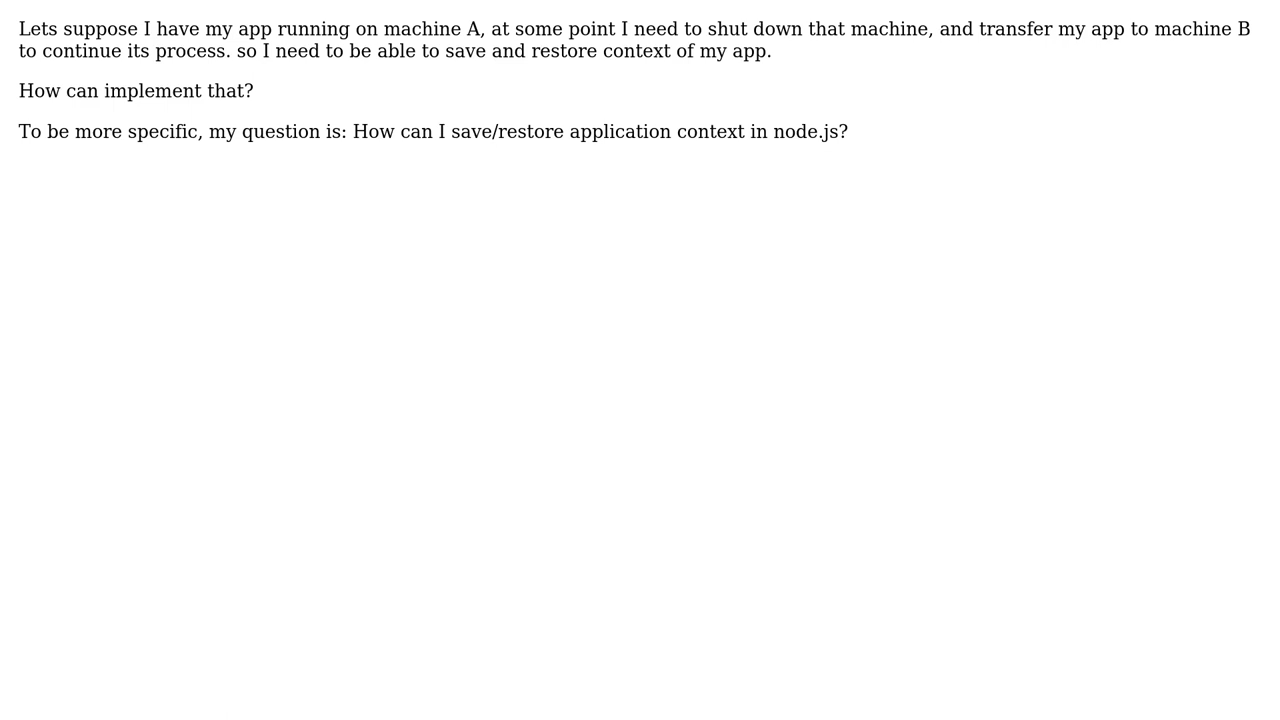 Lets suppose I have my app running on machine A, at some point I need to shut down that machine, and transfer my app to machine B
to continue its process. so I need to be able to save and restore context of my app.
How can implement that?
To be more specific, my question is: How can I save/restore application context in node.js?